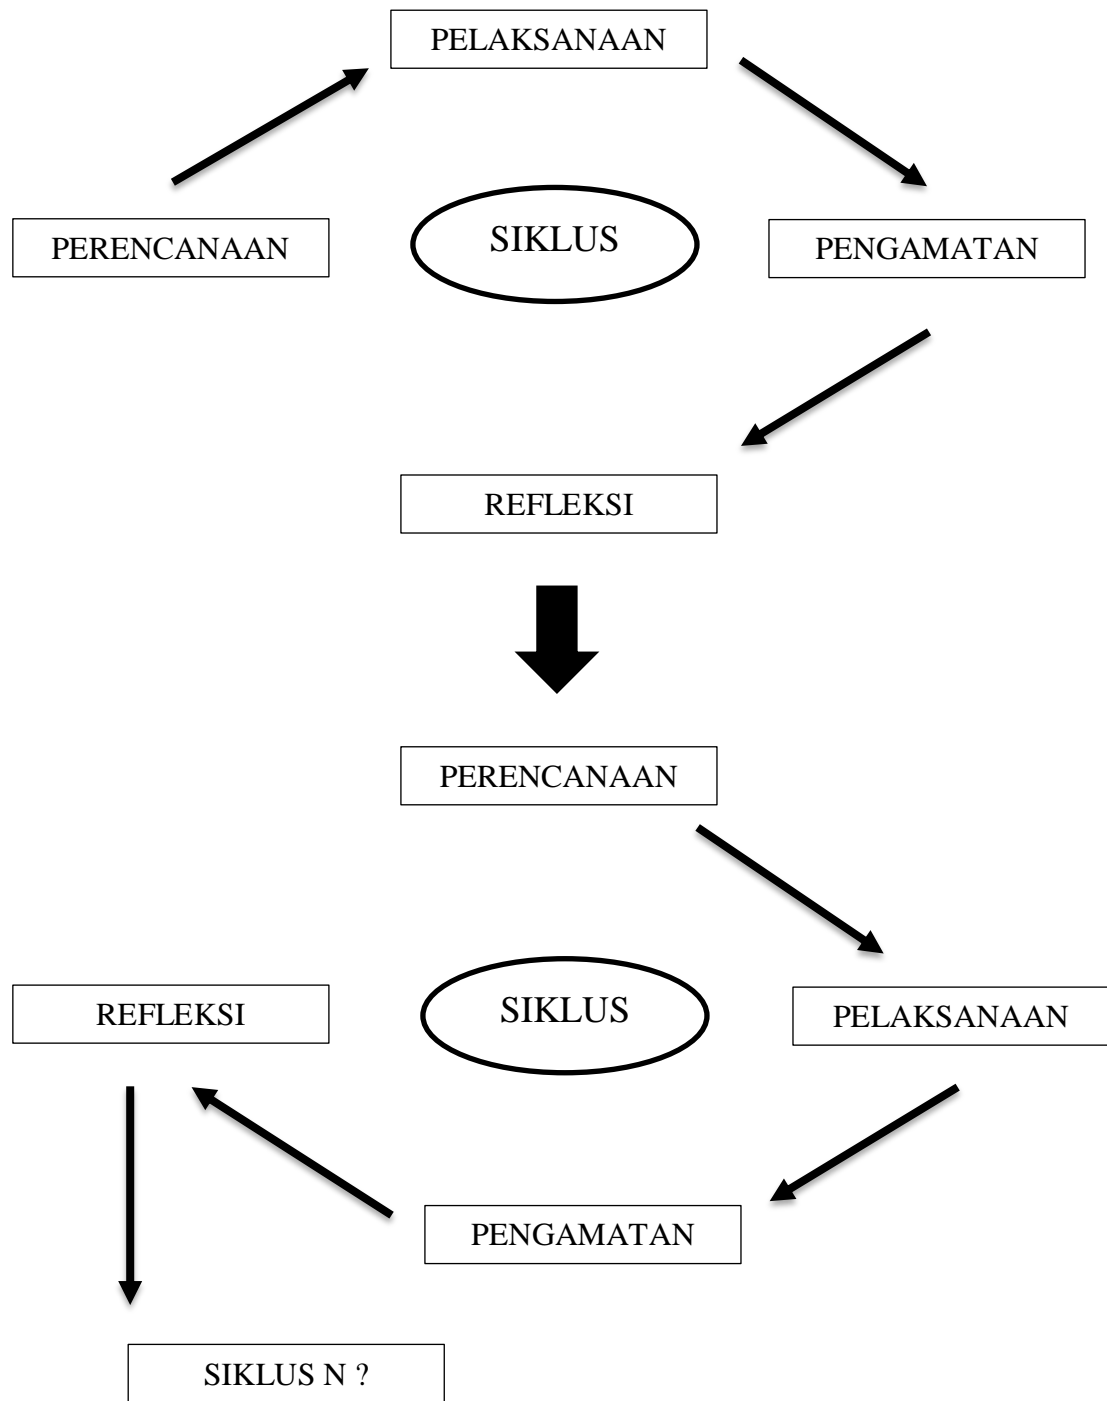 PELAKSANAAN
PERENCANAAN
SIKLUS
PENGAMATAN
REFLEKSI
PERENCANAAN
REFLEKSI
SIKLUS
PELAKSANAAN
PENGAMATAN
SIKLUS N ?